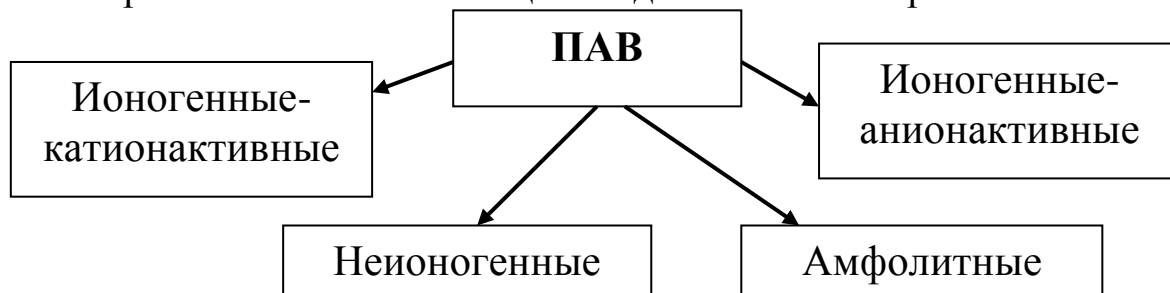 ПАВ
Ионогенные-
катионактивные
Ионогенные-
анионактивные
Неионогенные
Амфолитные